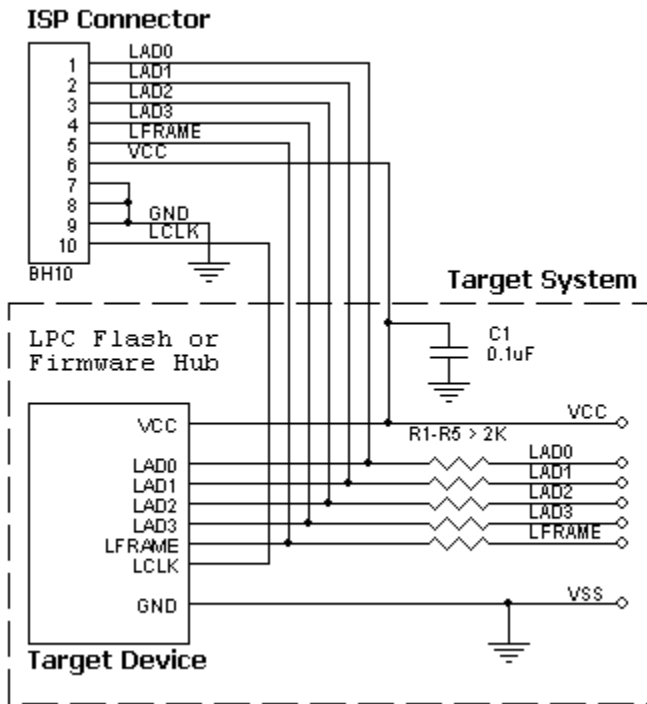 ISP Connector
LAD0
1
LAD1
2
LAD2
3
LAD3
4
LFRAME
5
VCC
6
7
8
GND
9
LCLK
10
BH10
Target System
LPC Flash or
Firmware Hub
C1
0.1uF
VCC
VCC
R1-R5 > 2K
LAD0
LAD0
LAD1
LAD1
LAD2
LAD2
LAD3
LAD3
LFRAME
LFRAME
LCLK
GND
VSS
Target Device